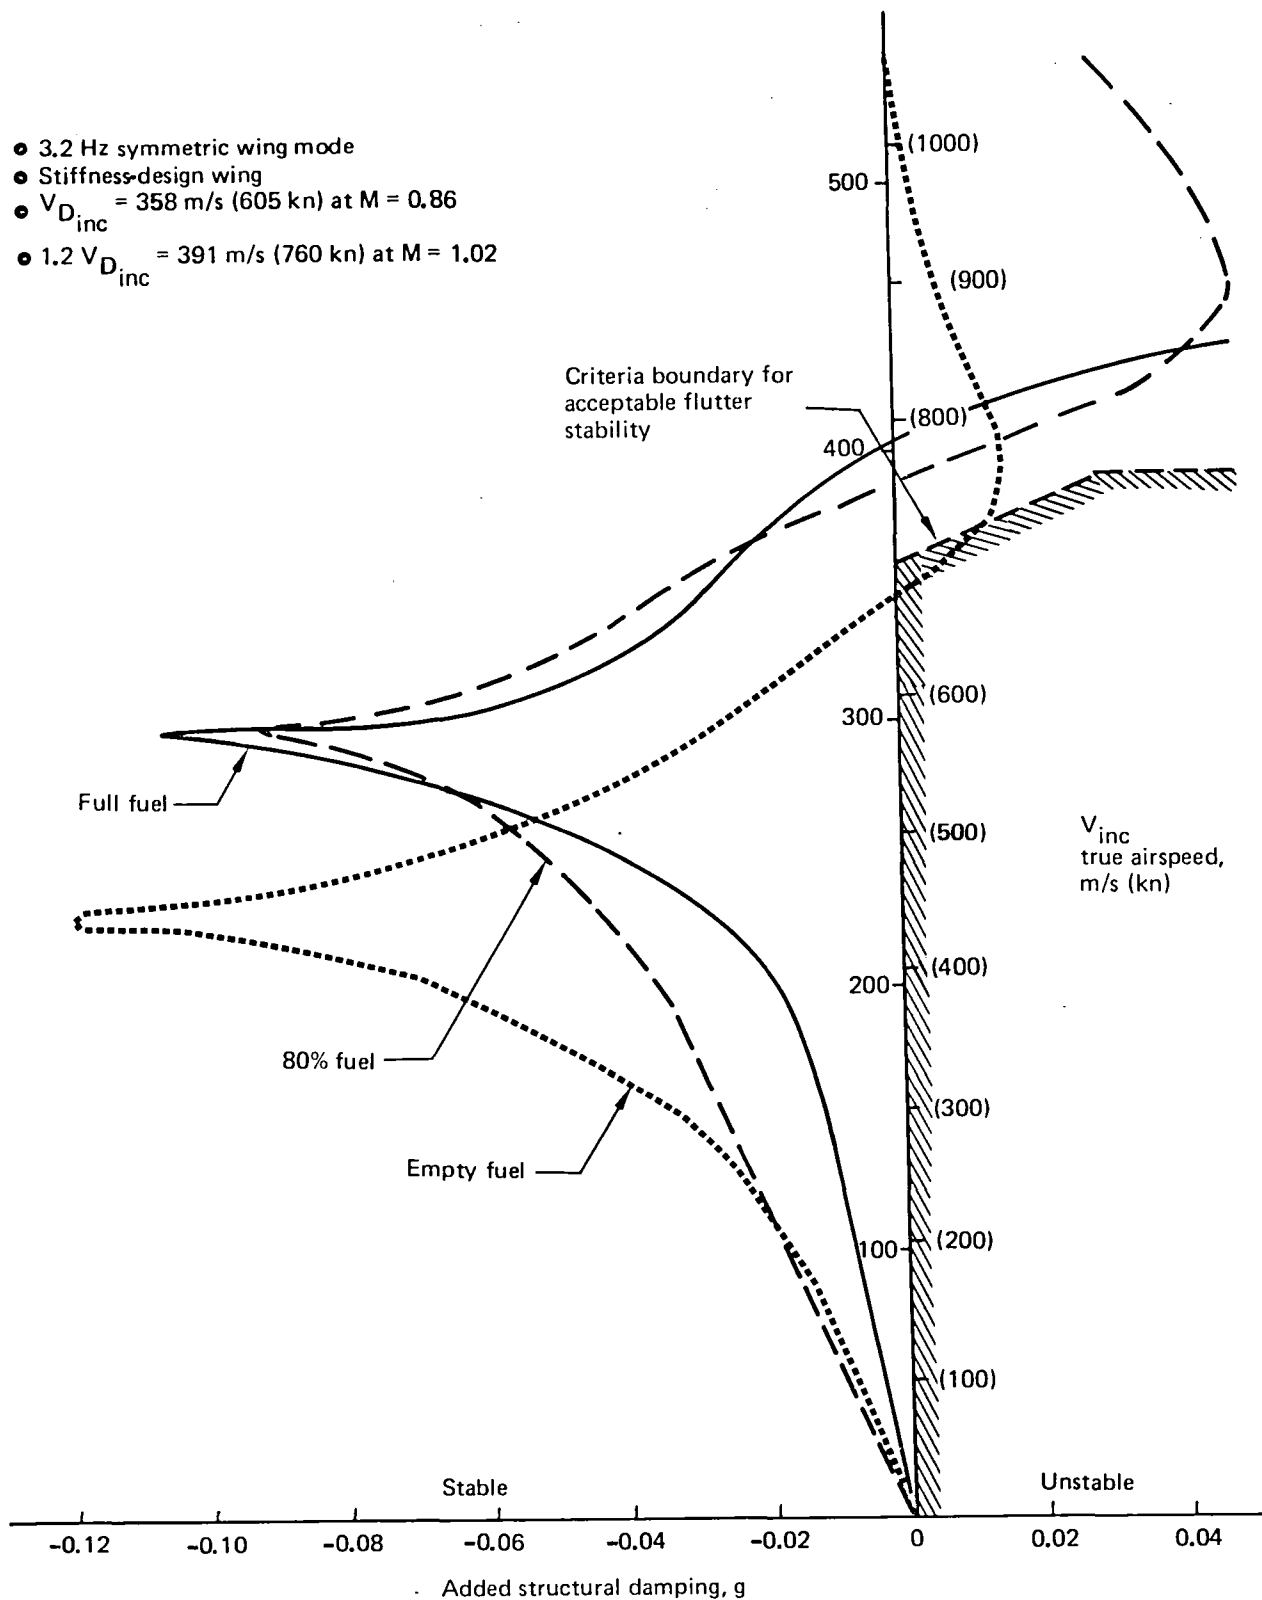 • 3.2 Hz symmetric wing mode
• Stiffness-design wing
• V_D_inc = 358 m/s (605 kn) at M = 0.86
• 1.2 V_D_inc = 391 m/s (760 kn) at M = 1.02
(1000)
500
(900)
Criteria boundary for
acceptable flutter
stability
(800)
400
(600)
300
Full fuel
(500)
V_inc
true airspeed,
m/s (kn)
(400)
200
80% fuel
(300)
Empty fuel
(200)
100
(100)
Stable
Unstable
-0.12 -0.10 -0.08 -0.06 -0.04 -0.02 0 0.02 0.04
Added structural damping, g